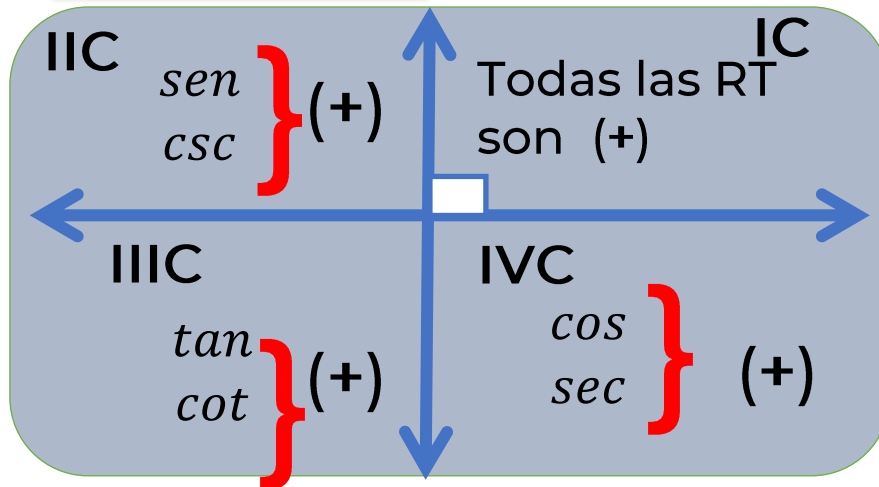 IIC
sen
csc
(+)
IC
Todas las RT
son (+)
IIIC
tan
cot
(+)
IVC
cos
sec
(+)